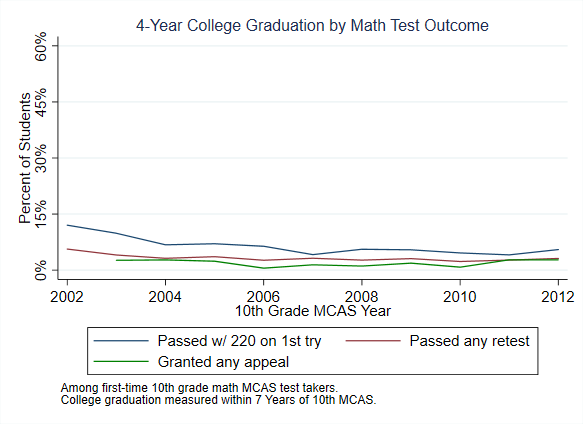 4-Year College Graduation by Math Test Outcome
Percent of Students
60%
45%
30%
15%
0%
2002 2004 2006 2008 2010 2012
10th Grade MCAS Year
Passed w/ 220 on 1st try Passed any retest
Granted any appeal
Among first-time 10th grade math MCAS test takers.
College graduation measured within 7 Years of 10th MCAS.